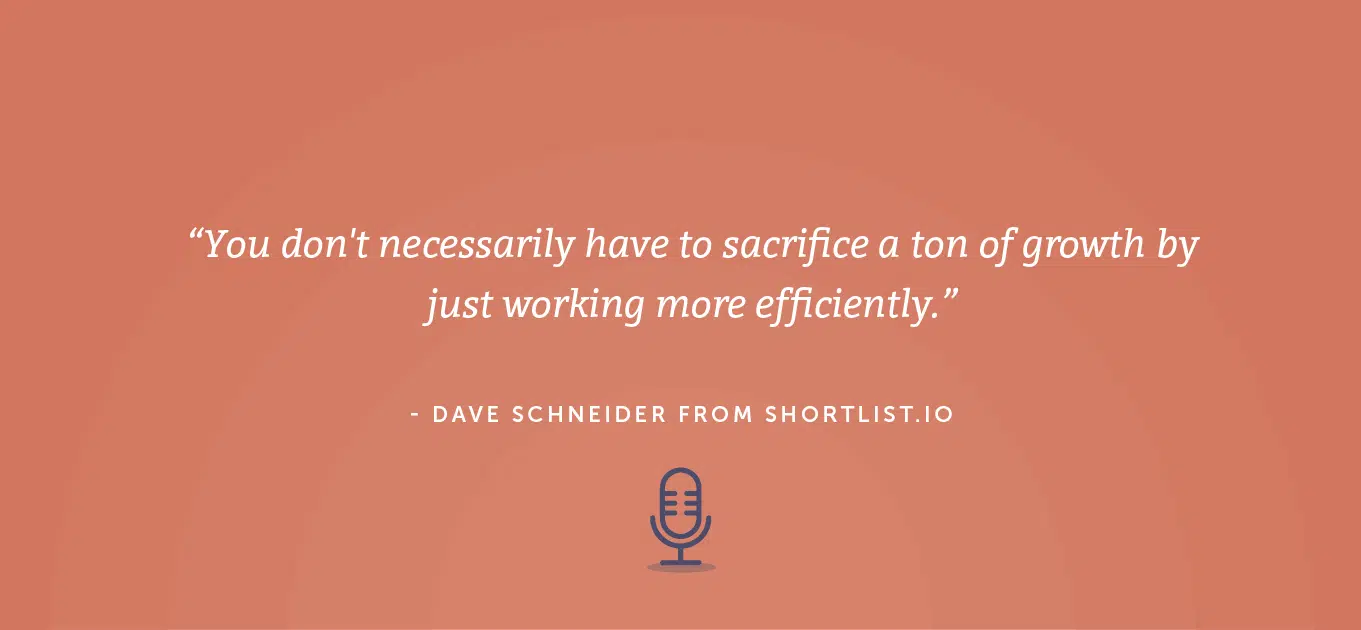 “You don't necessarily have to sacrifice a ton of growth by
just working more efficiently.”
- DAVE SCHNEIDER FROM SHORTLIST.IO